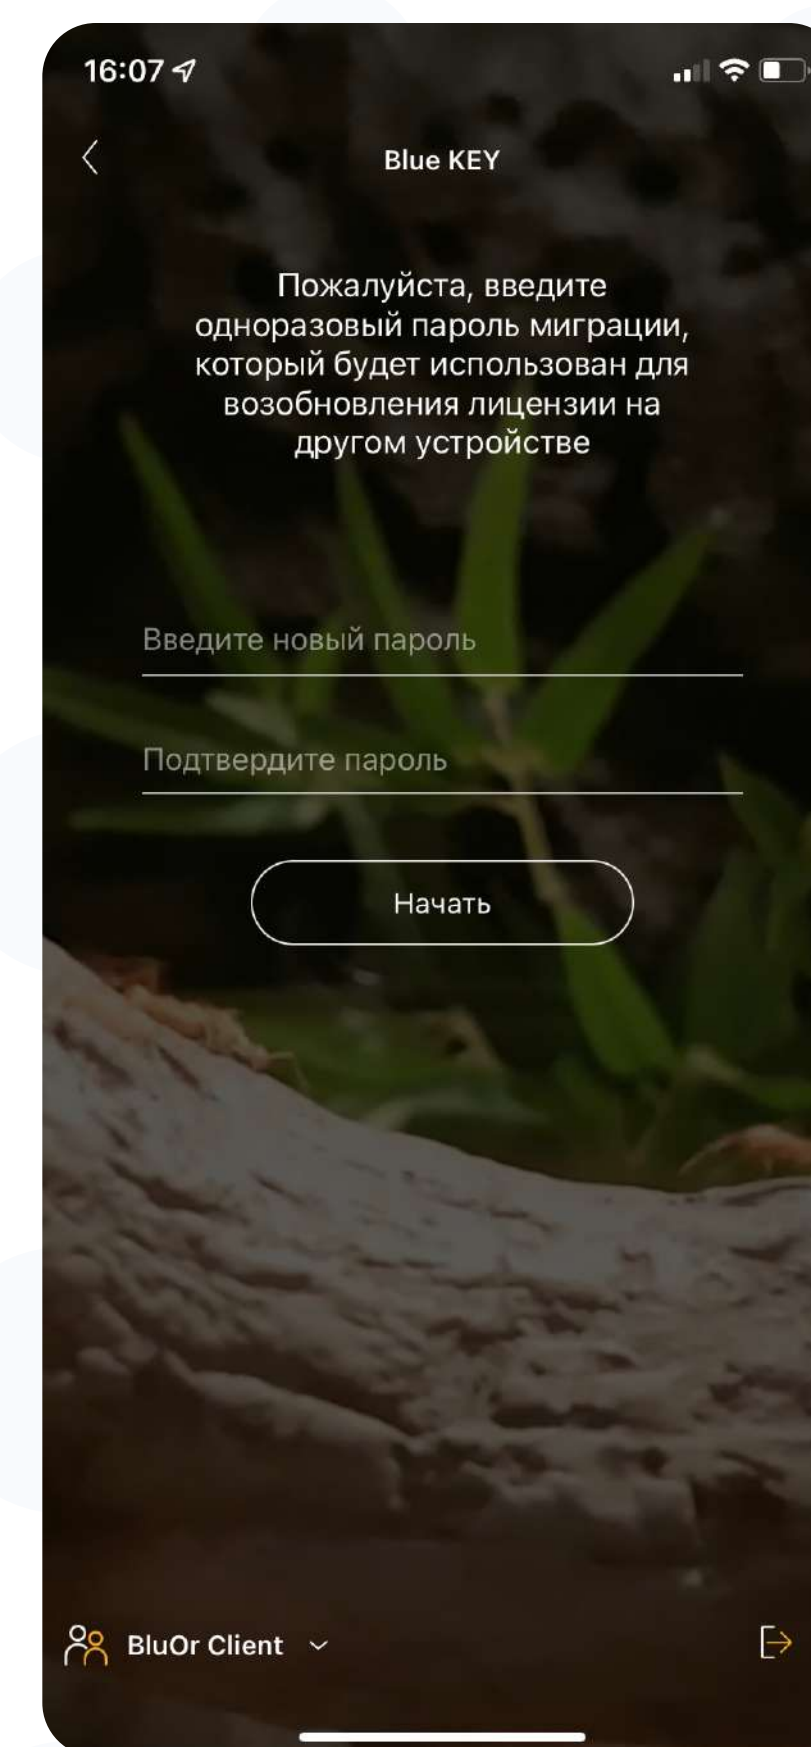 16:07
Blue KEY
Пожалуйста, введите
одноразовый пароль миграции,
который будет использован для
возобновления лицензии на
другом устройстве
Введите новый пароль
Подтвердите пароль
Начать
BluOr Client